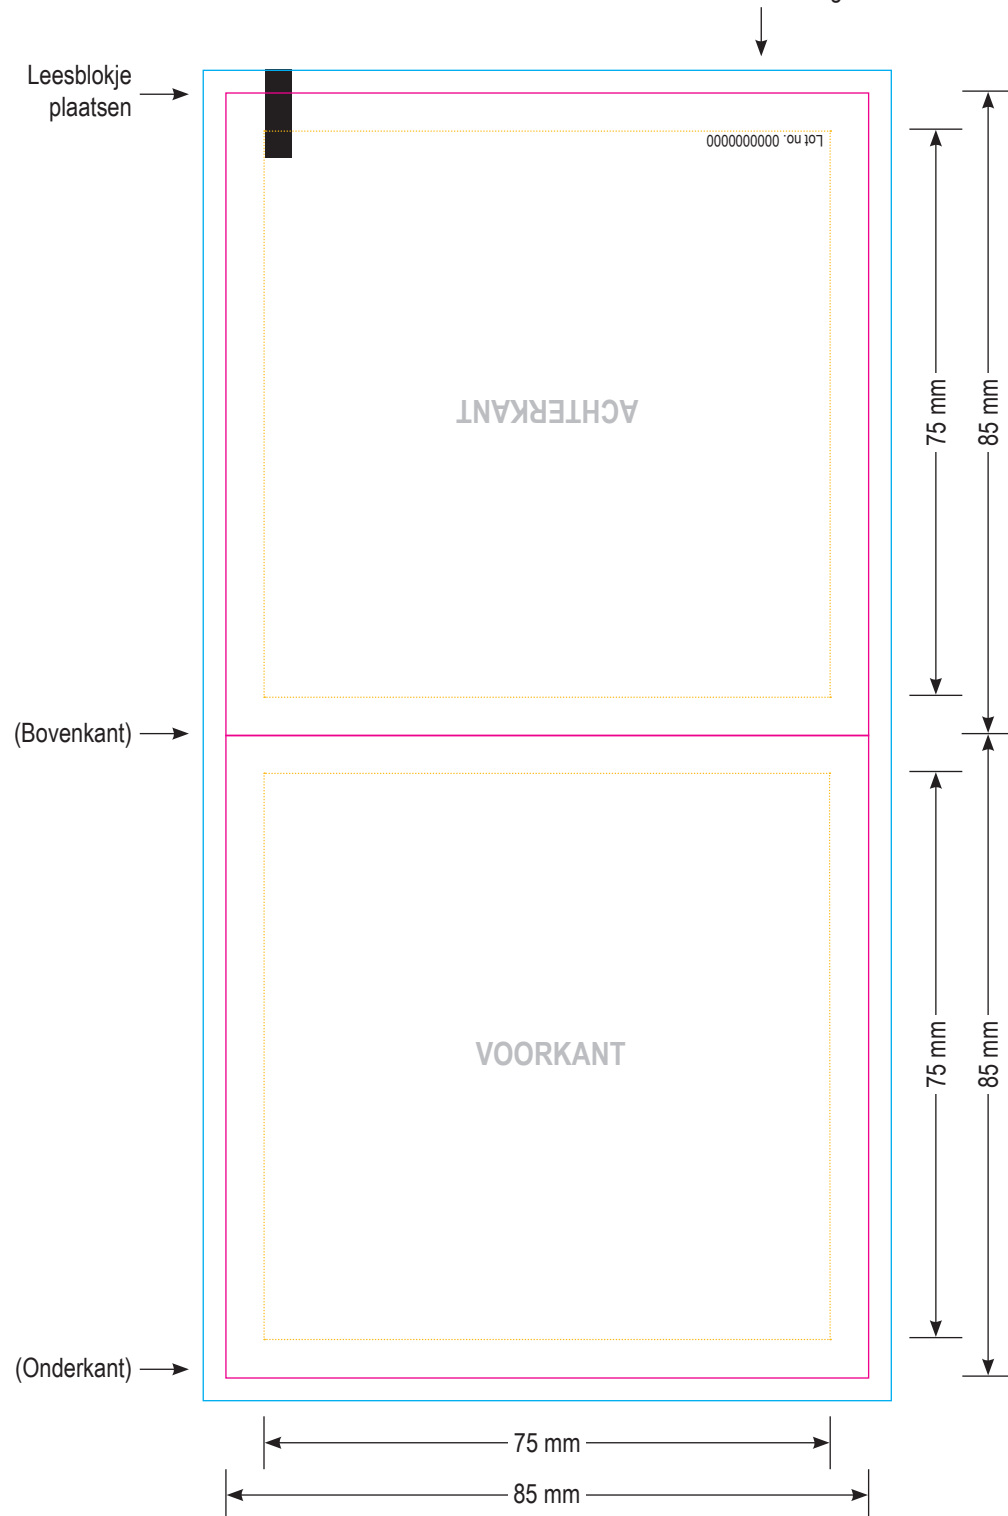 Leesblokje
plaatsen
Lot no. 00000000000
ACHTERKANT
75 mm
85 mm
(Bovenkant)
VOORKANT
75 mm
85 mm
(Onderkant)
75 mm
85 mm